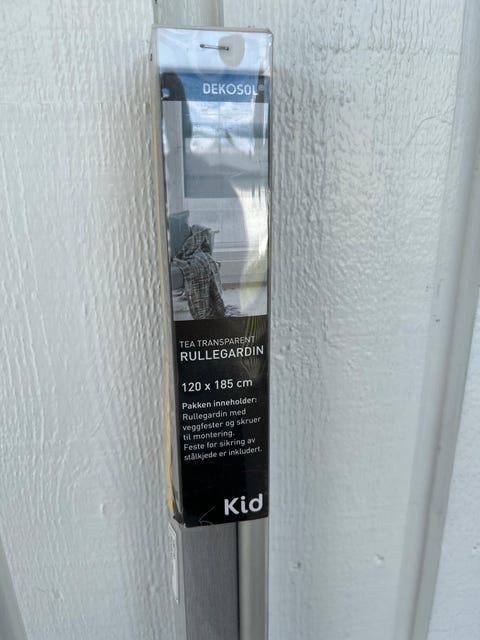 DEKOSOL®
TEA TRANSPARENT
RULLEGARDIN
120 x 185 cm
Pakken inneholder:
Rullegardin med
veggfester og skruer
til montering.
Feste for sikring av
stålkjede er inkludert.
Kid